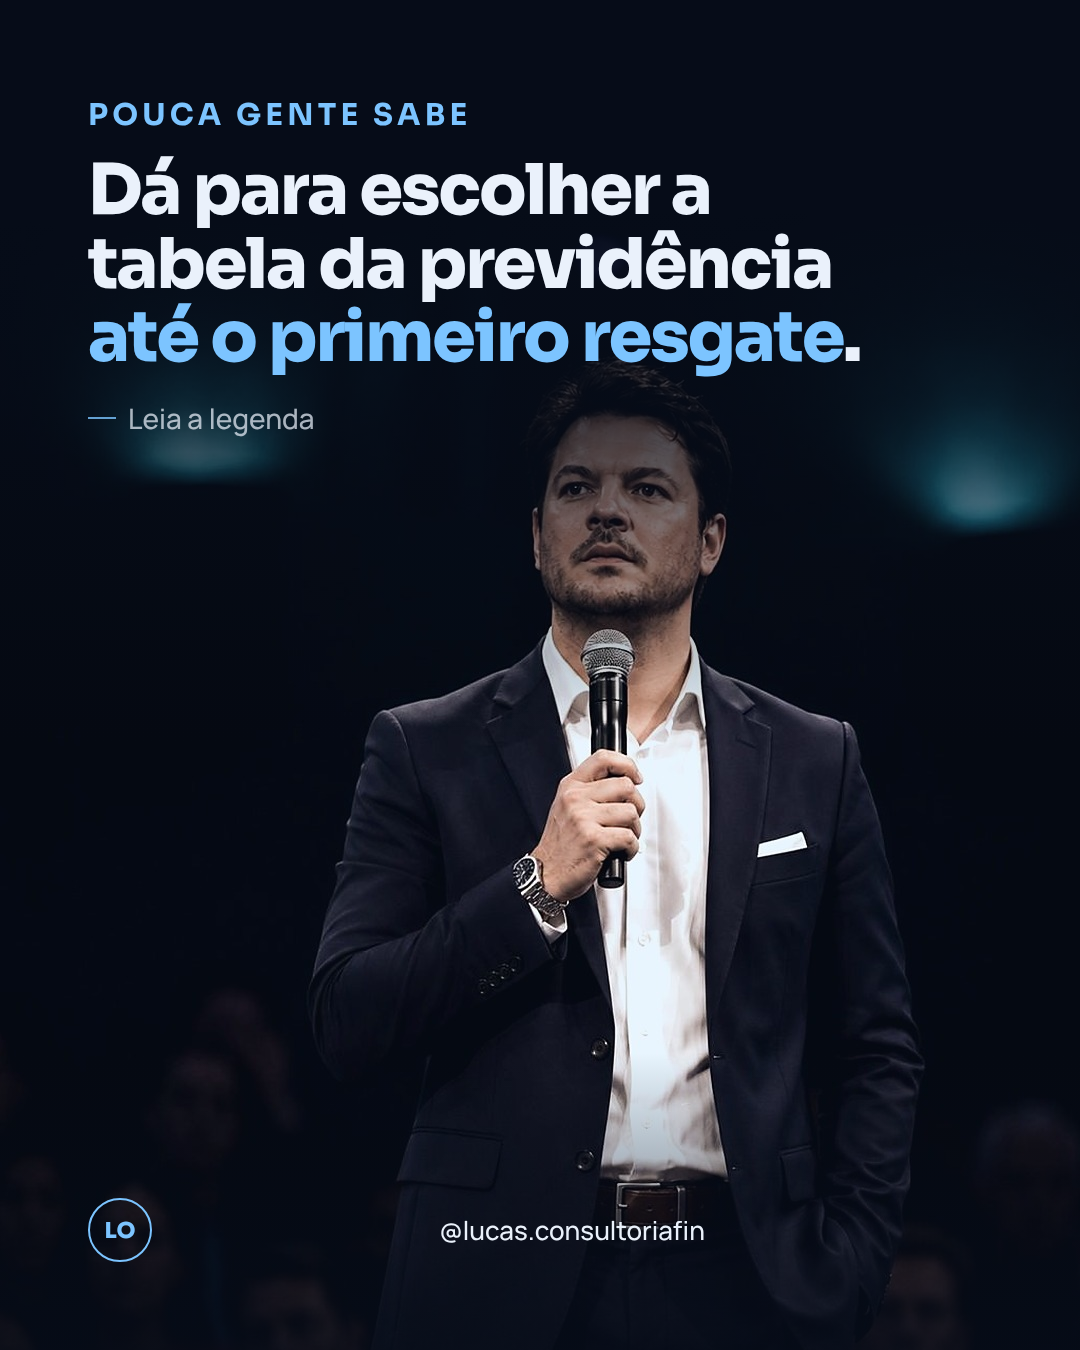 POUCA GENTE SABE
Dá para escolher a
tabela da previdência
até o primeiro resgate.
— Leia a legenda
LO
@lucas.consultoriafin